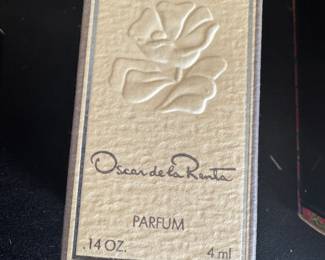 Oscar de la Renta
PARFUM
.14 OZ. 4 ml